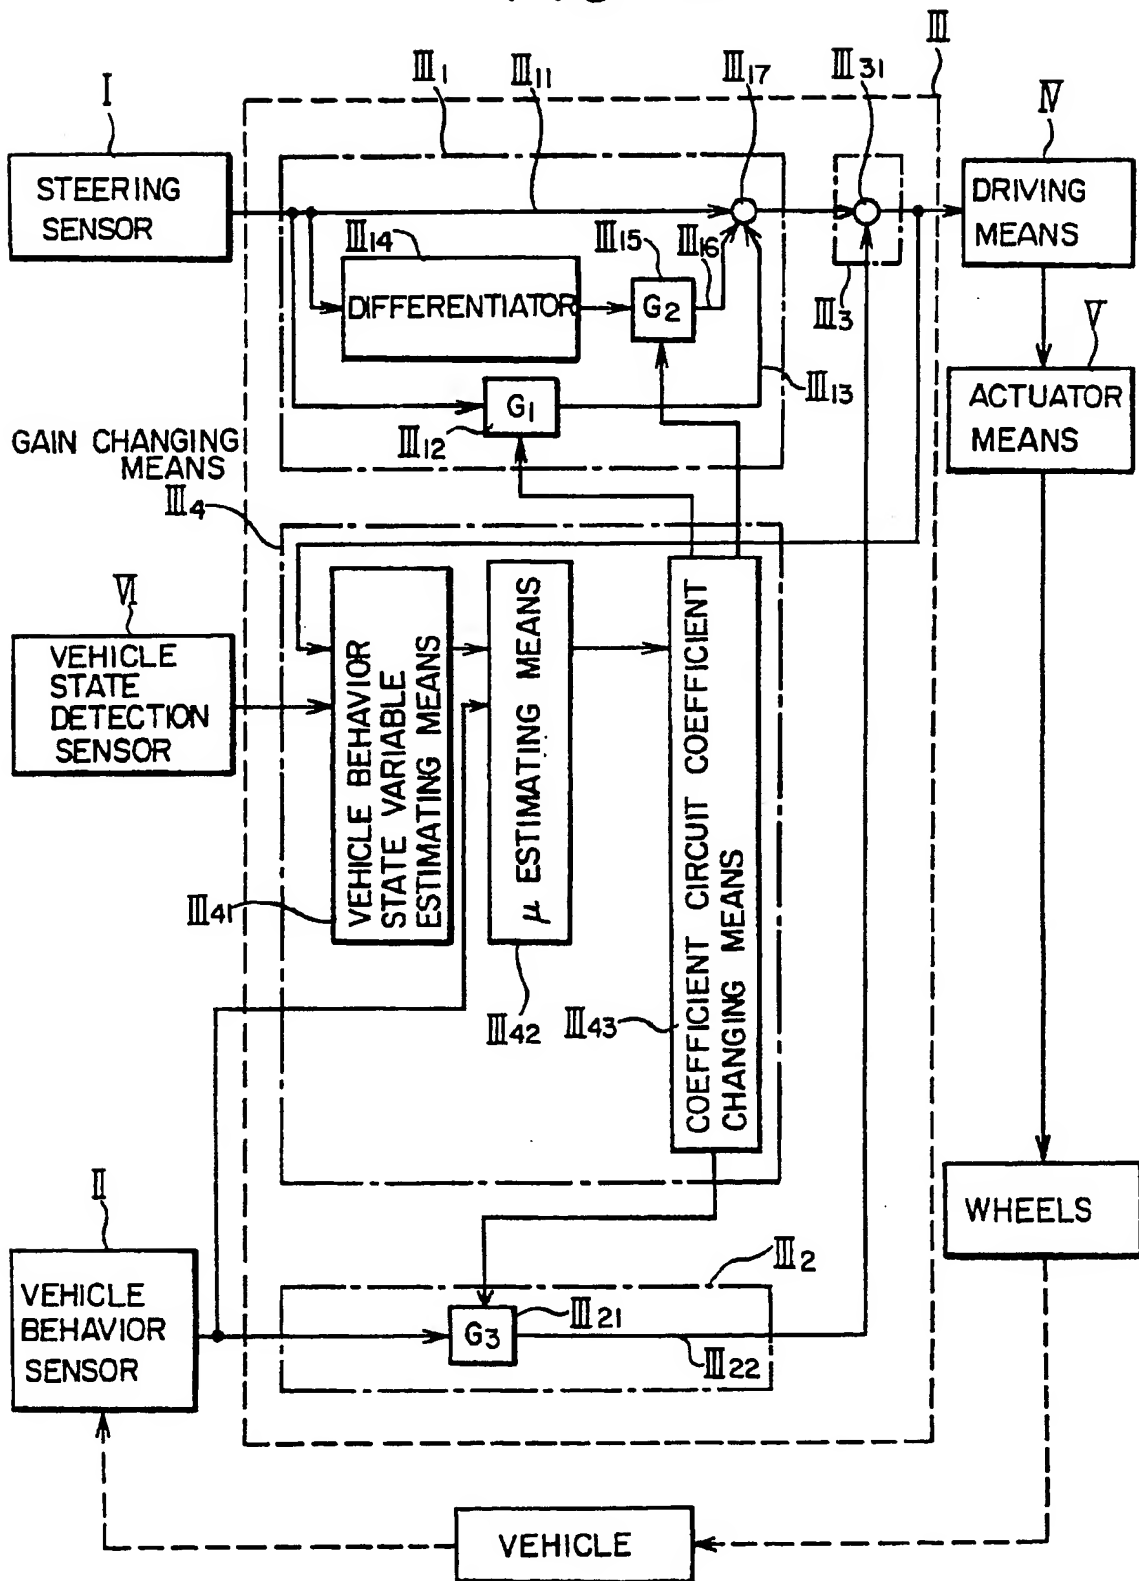 III
I
III1
III11
III17
III31
IV
STEERING
SENSOR
DRIVING
MEANS
III14
III15
III16
DIFFERENTIATOR
G2
III3
V
III13
G1
III12
ACTUATOR
MEANS
GAIN CHANGING
MEANS
III4
VI
VEHICLE
STATE
DETECTION
SENSOR
VEHICLE BEHAVIOR
STATE VARIABLE
ESTIMATING MEANS
μ ESTIMATING MEANS
COEFFICIENT CIRCUIT COEFFICIENT
CHANGING MEANS
III41
III42
III43
II
WHEELS
III2
VEHICLE
BEHAVIOR
SENSOR
G3
III21
III22
VEHICLE